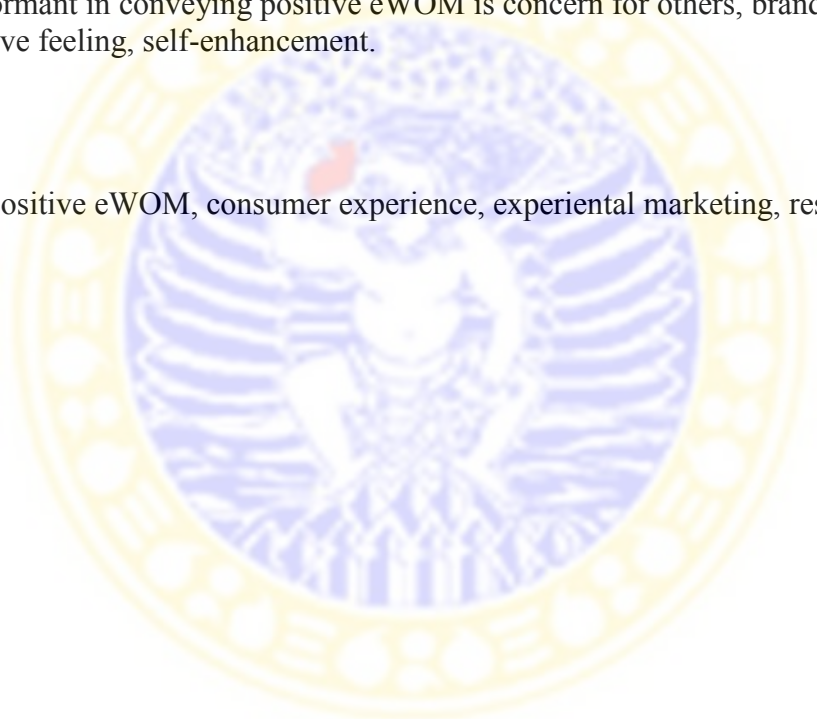 ormant in conveying positive eWOM is concern for others, brand
ve feeling, self-enhancement.
ositive eWOM, consumer experience, experiental marketing, res